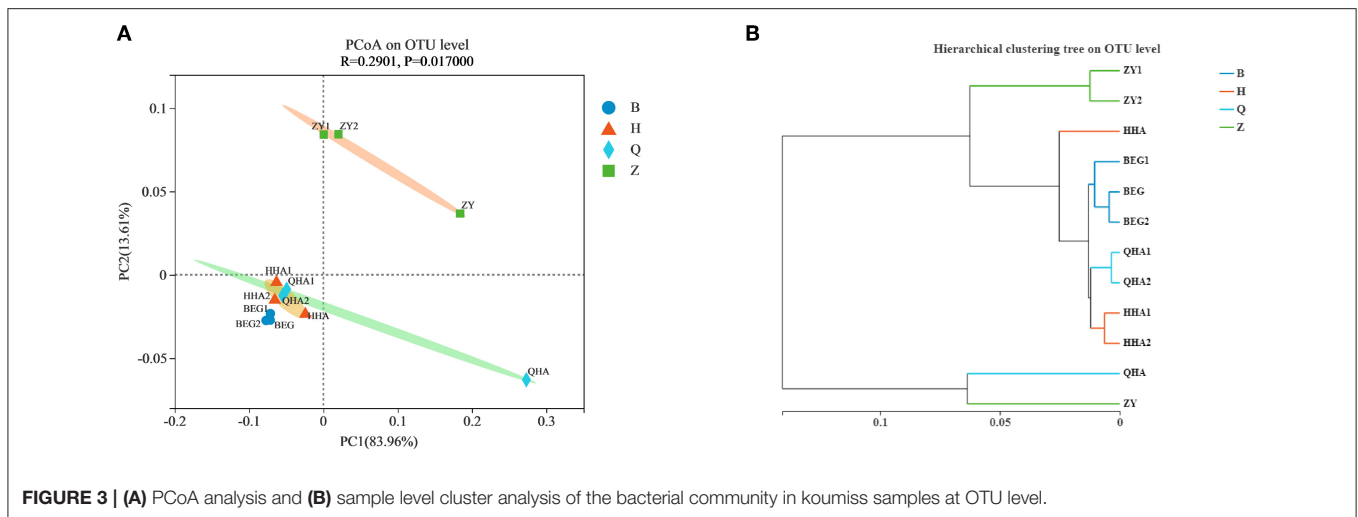 A
PCoA on OTU level
R=0.2901, P=0.017000
PC2(13.61%)
0.1
0.05
0
-0.05
-0.2
-0.1
0
0.1
0.2
0.3
PC1(83.96%)
ZY1
ZY2
ZY
HHA1
QHA1
HHA2
QHA2
BEG1
HHA
BEG2
BEG
QHA
B
H
Q
Z
B
Hierarchical clustering tree on OTU level
ZY1
ZY2
HHA
BEG1
BEG
BEG2
QHA1
QHA2
HHA1
HHA2
QHA
ZY
0.1
0.05
0
B
H
Q
Z
FIGURE 3 | (A) PCoA analysis and (B) sample level cluster analysis of the bacterial community in koumiss samples at OTU level.